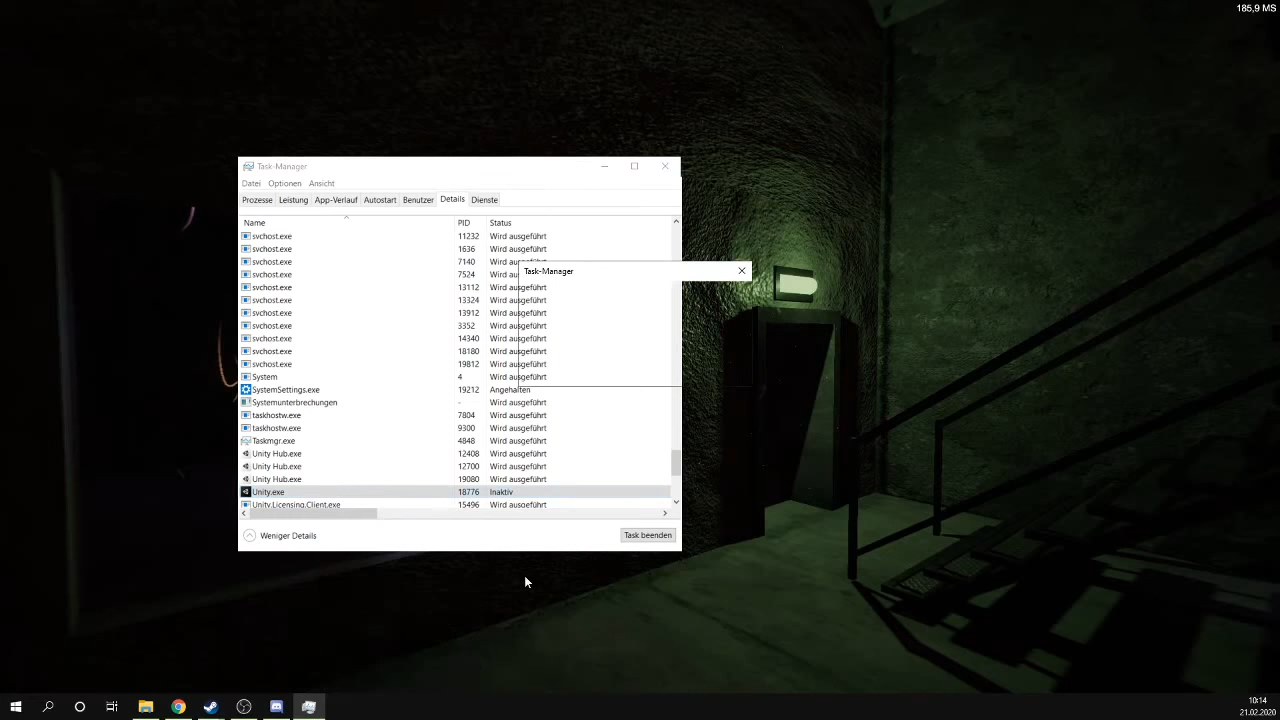 185,9 MS
Task-Manager
Datei Optionen Ansicht
Prozesse Leistung App-Verlauf Autostart Benutzer Details Dienste
Name PID Status
svchost.exe 11232 Wird ausgeführt
svchost.exe 1636 Wird ausgeführt
svchost.exe 7140 Wird ausgeführt
Task-Manager
svchost.exe 7524 Wird ausgeführt
svchost.exe 13112 Wird ausgeführt
svchost.exe 13324 Wird ausgeführt
svchost.exe 13912 Wird ausgeführt
svchost.exe 3352 Wird ausgeführt
svchost.exe 14340 Wird ausgeführt
svchost.exe 18180 Wird ausgeführt
svchost.exe 19812 Wird ausgeführt
System 4 Wird ausgeführt
SystemSettings.exe 19212 Angehalten
Systemunterbrechungen - Wird ausgeführt
taskhostw.exe 7804 Wird ausgeführt
taskhostw.exe 9300 Wird ausgeführt
Taskmgr.exe 4848 Wird ausgeführt
Unity Hub.exe 12408 Wird ausgeführt
Unity Hub.exe 12700 Wird ausgeführt
Unity Hub.exe 19080 Wird ausgeführt
Unity.exe 18776 Inaktiv
Unity.Licensing.Client.exe 15496 Wird ausgeführt
Weniger Details Task beenden
10:14
21.02.2020